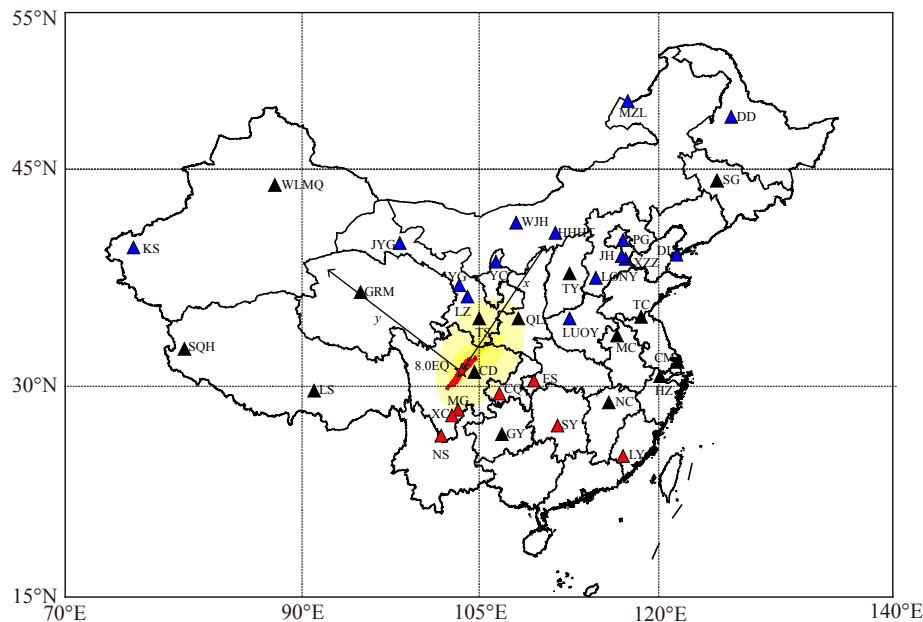 55°N
MZL
DD
45°N
SG
WLMQ
WJH
HHHT
KS
JYG
PG
DL
JH
XZZ
YG
YC
x
TY
LONY
GRM
LZ
TC
y
TS
QL
LUOY
MC
SQH
CM
8.0EQ
CD
ES
HZ
30°N
LS
CQ
MG
NC
XC
SY
GY
NS
LY
15°N
70°E
90°E
105°E
120°E
140°E